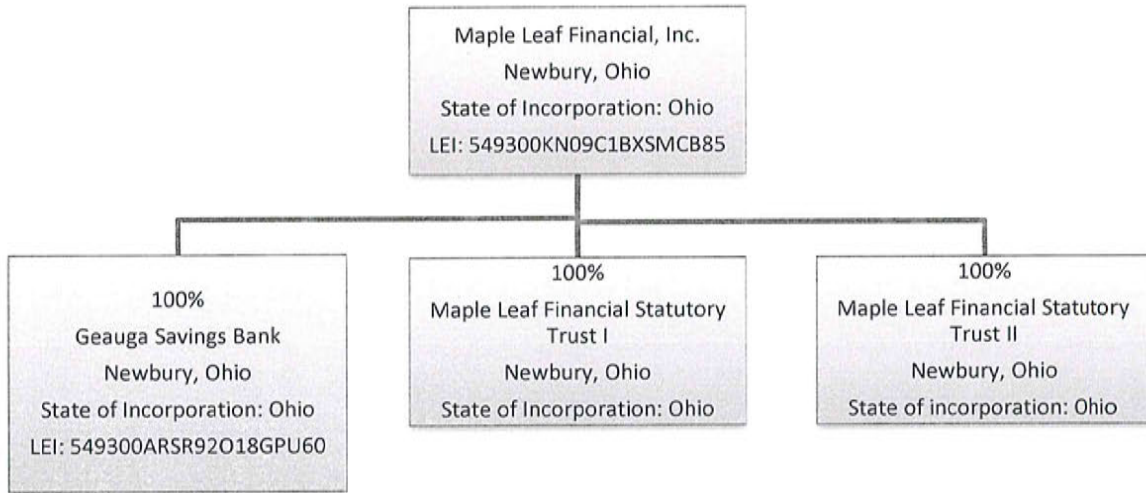 Maple Leaf Financial, Inc.
Newbury, Ohio
State of Incorporation: Ohio
LEI: 549300KN09C1BXSMCB85
100%
Geauga Savings Bank
Newbury, Ohio
State of Incorporation: Ohio
LEI: 549300ARSR92O18GPU60
100%
Maple Leaf Financial Statutory
Trust I
Newbury, Ohio
State of Incorporation: Ohio
100%
Maple Leaf Financial Statutory
Trust II
Newbury, Ohio
State of incorporation: Ohio